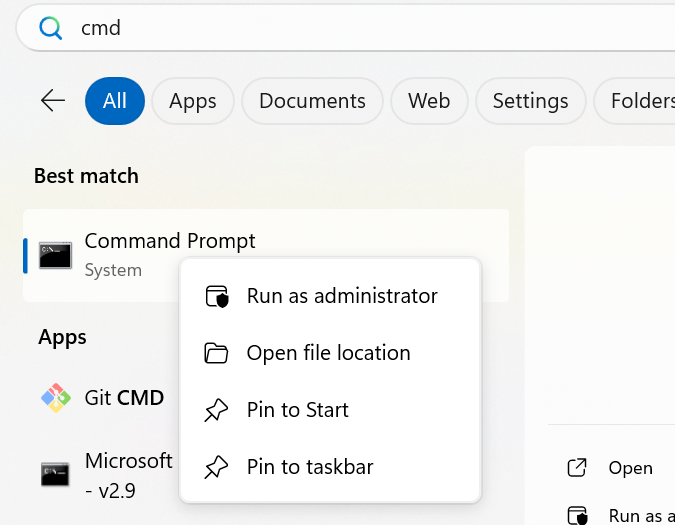 cmd
All
Apps
Documents
Web
Settings
Folders
Best match
Command Prompt
System
Run as administrator
Open file location
Pin to Start
Pin to taskbar
Apps
Git CMD
Microsoft
- v2.9
Open
Run as a